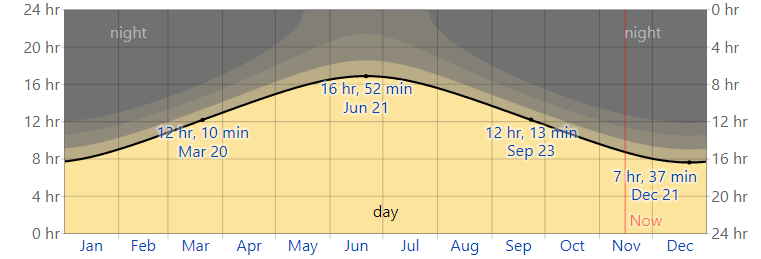 24 hr
0 hr
night
night
20 hr
4 hr
16 hr
8 hr
16 hr, 52 min
Jun 21
12 hr
12 hr
12 hr, 10 min
Mar 20
12 hr, 13 min
Sep 23
8 hr
16 hr
7 hr, 37 min
Dec 21
4 hr
20 hr
day
Now
0 hr
24 hr
Jan Feb Mar Apr May Jun Jul Aug Sep Oct Nov Dec